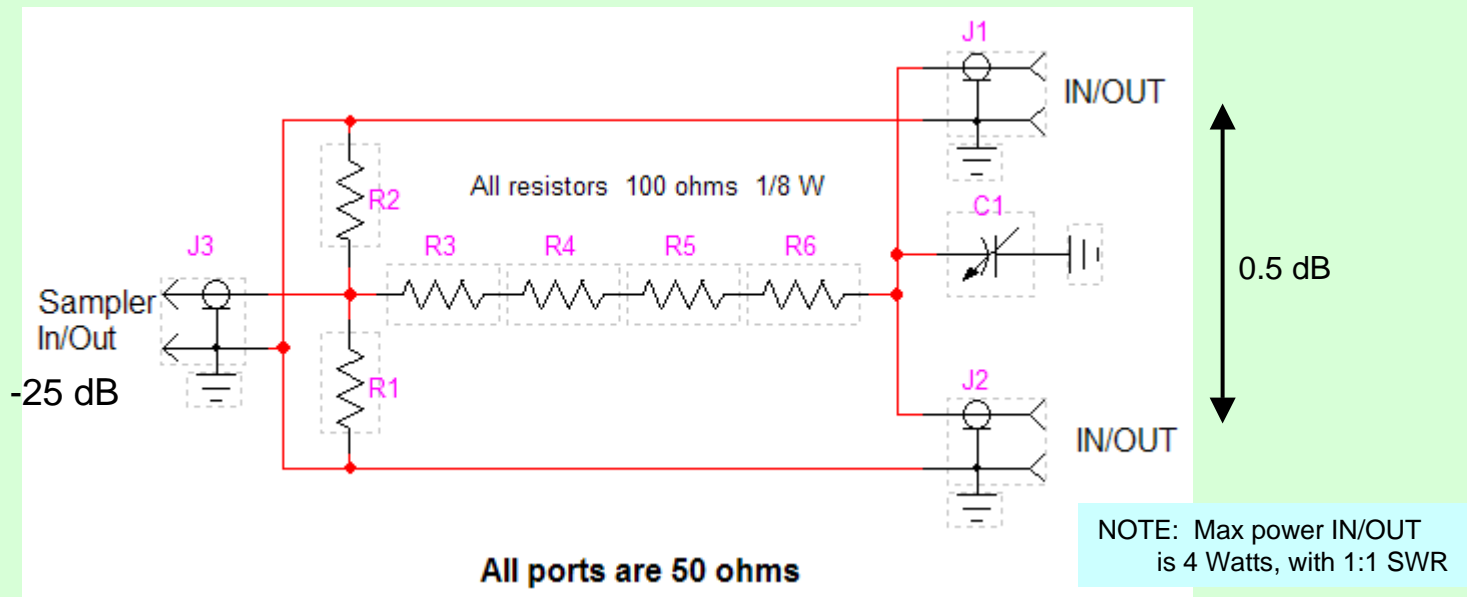 J1
IN/OUT
All resistors 100 ohms 1/8 W
R2
C1
J3
R3
R4
R5
R6
0.5 dB
Sampler
In/Out
-25 dB
R1
J2
IN/OUT
NOTE: Max power IN/OUT
is 4 Watts, with 1:1 SWR
All ports are 50 ohms